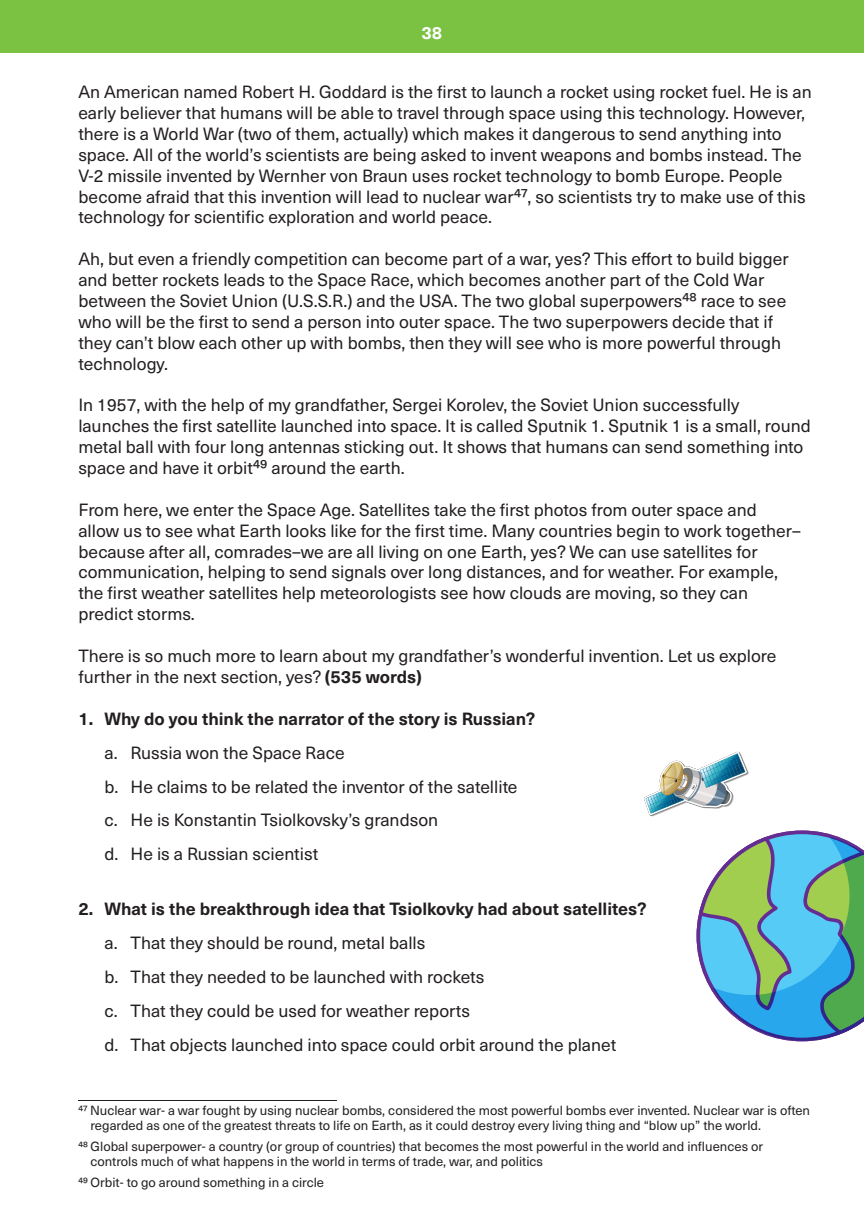 38
An American named Robert H. Goddard is the first to launch a rocket using rocket fuel. He is an
early believer that humans will be able to travel through space using this technology. However,
there is a World War (two of them, actually) which makes it dangerous to send anything into
space. All of the world's scientists are being asked to invent weapons and bombs instead. The
V-2 missile invented by Wernher von Braun uses rocket technology to bomb Europe. People
become afraid that this invention will lead to nuclear war⁴⁷, so scientists try to make use of this
technology for scientific exploration and world peace.
Ah, but even a friendly competition can become part of a war, yes? This effort to build bigger
and better rockets leads to the Space Race, which becomes another part of the Cold War
between the Soviet Union (U.S.S.R.) and the USA. The two global superpowers⁴⁸ race to see
who will be the first to send a person into outer space. The two superpowers decide that if
they can't blow each other up with bombs, then they will see who is more powerful through
technology.
In 1957, with the help of my grandfather, Sergei Korolev, the Soviet Union successfully
launches the first satellite launched into space. It is called Sputnik 1. Sputnik 1 is a small, round
metal ball with four long antennas sticking out. It shows that humans can send something into
space and have it orbit⁴⁹ around the earth.
From here, we enter the Space Age. Satellites take the first photos from outer space and
allow us to see what Earth looks like for the first time. Many countries begin to work together–
because after all, comrades–we are all living on one Earth, yes? We can use satellites for
communication, helping to send signals over long distances, and for weather. For example,
the first weather satellites help meteorologists see how clouds are moving, so they can
predict storms.
There is so much more to learn about my grandfather's wonderful invention. Let us explore
further in the next section, yes? (535 words)
1. Why do you think the narrator of the story is Russian?
a. Russia won the Space Race
b. He claims to be related the inventor of the satellite
c. He is Konstantin Tsiolkovsky's grandson
d. He is a Russian scientist
2. What is the breakthrough idea that Tsiolkovky had about satellites?
a. That they should be round, metal balls
b. That they needed to be launched with rockets
c. That they could be used for weather reports
d. That objects launched into space could orbit around the planet
⁴⁷ Nuclear war- a war fought by using nuclear bombs, considered the most powerful bombs ever invented. Nuclear war is often
regarded as one of the greatest threats to life on Earth, as it could destroy every living thing and “blow up” the world.
⁴⁸ Global superpower- a country (or group of countries) that becomes the most powerful in the world and influences or
controls much of what happens in the world in terms of trade, war, and politics
⁴⁹ Orbit- to go around something in a circle